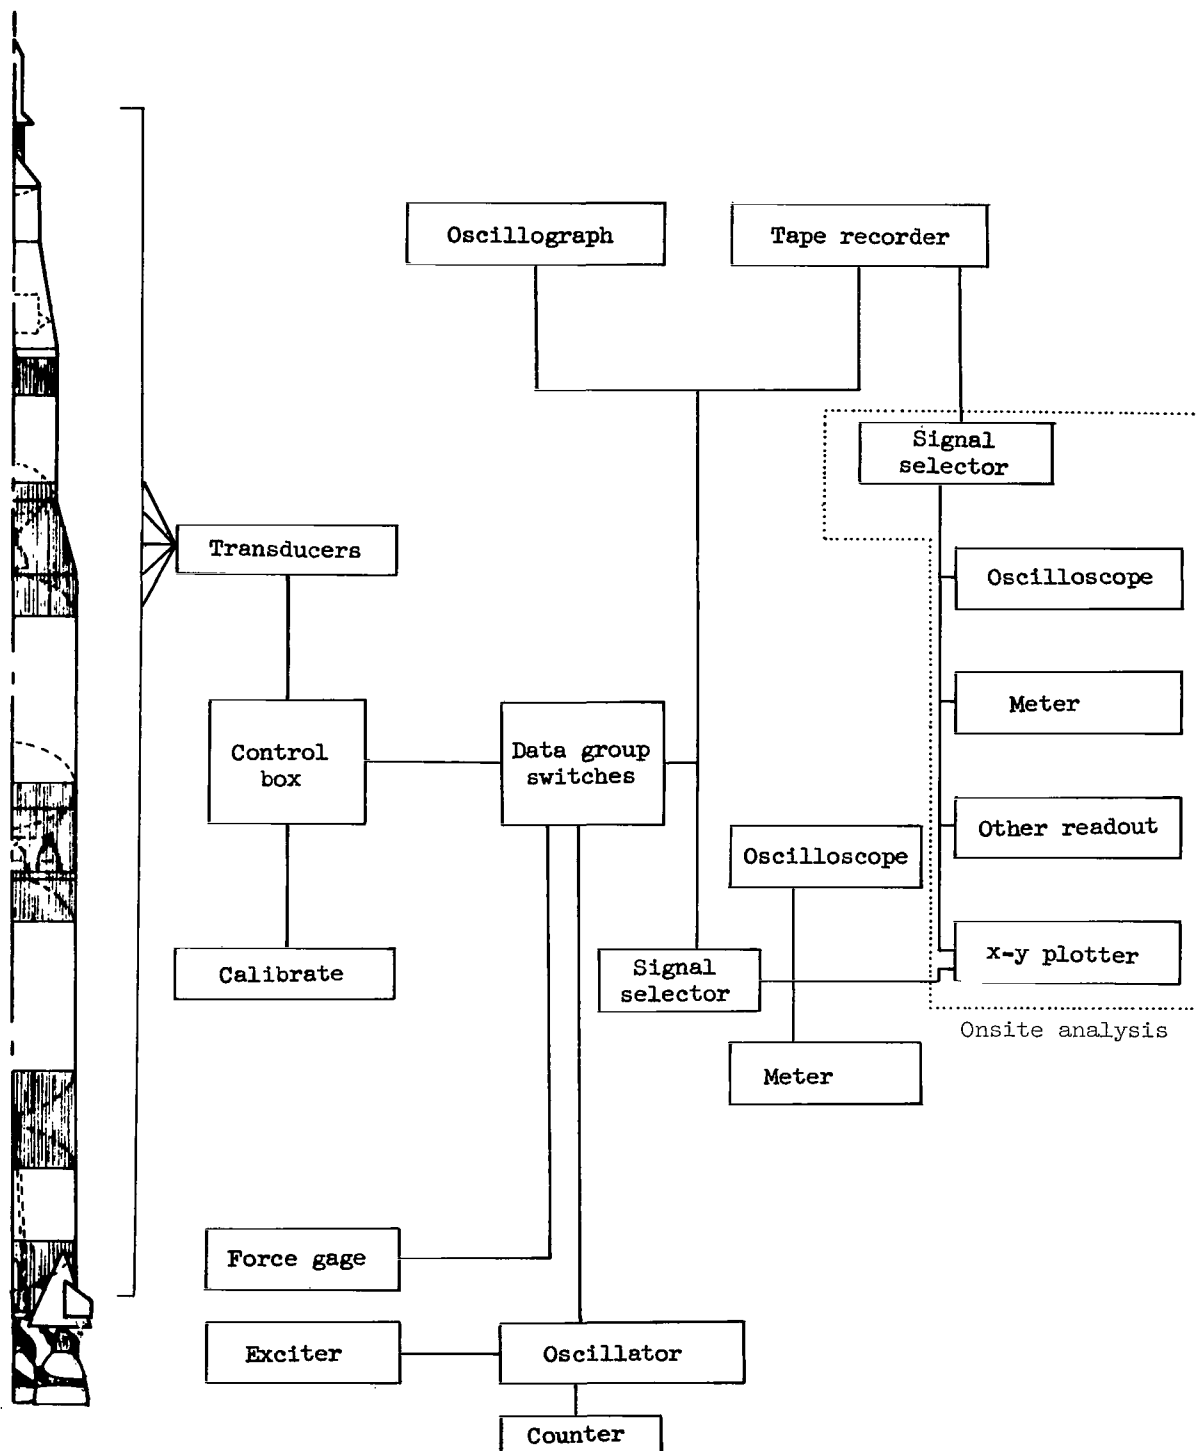 Oscillograph
Tape recorder
Signal
selector
Transducers
Oscilloscope
Meter
Control
box
Data group
switches
Other readout
Oscilloscope
x-y plotter
Calibrate
Signal
selector
Onsite analysis
Meter
Force gage
Exciter
Oscillator
Counter